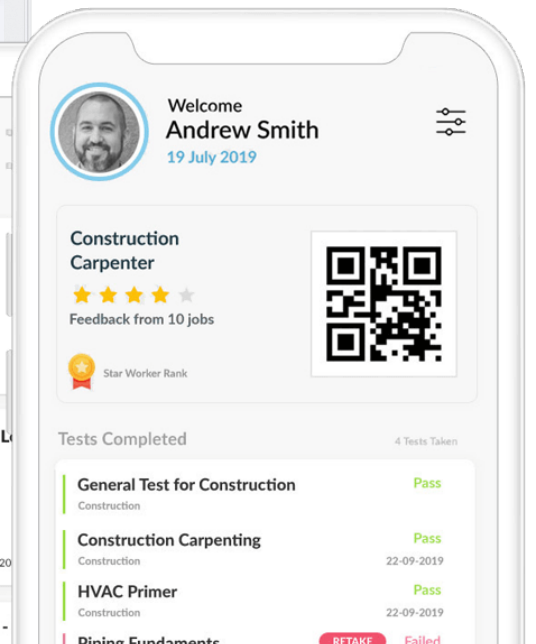 Welcome
Andrew Smith
19 July 2019
Construction
Carpenter
Feedback from 10 jobs
Star Worker Rank
Tests Completed
4 Tests Taken
General Test for Construction
Pass
Construction
Construction Carpenting
Pass
Construction
22-09-2019
HVAC Primer
Pass
Construction
22-09-2019
Piping Fundaments
RETAKE
Failed